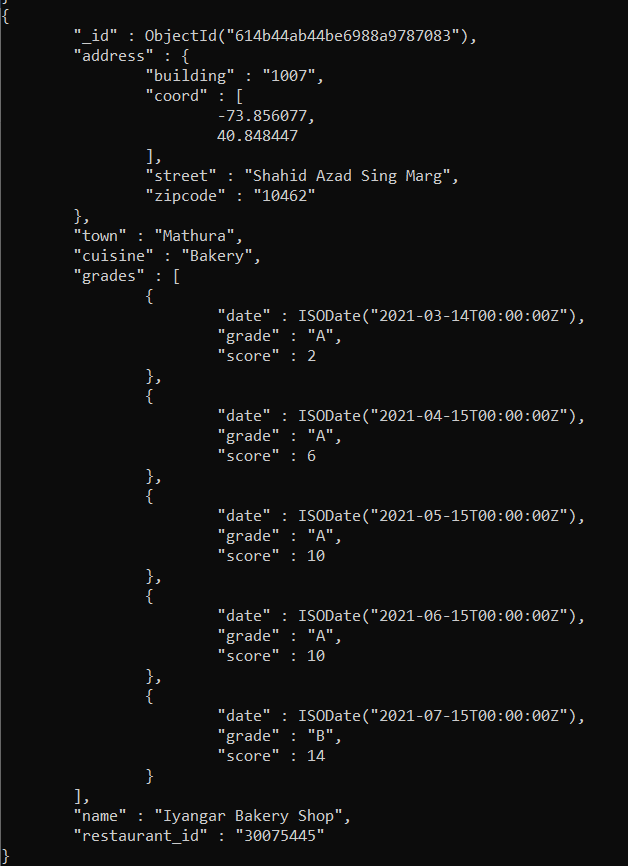 }
{
"_id" : ObjectId("614b44ab44be6988a9787083"),
"address" : {
"building" : "1007",
"coord" : [
-73.856077,
40.848447
],
"street" : "Shahid Azad Sing Marg",
"zipcode" : "10462"
},
"town" : "Mathura",
"cuisine" : "Bakery",
"grades" : [
{
"date" : ISODate("2021-03-14T00:00:00Z"),
"grade" : "A",
"score" : 2
},
{
"date" : ISODate("2021-04-15T00:00:00Z"),
"grade" : "A",
"score" : 6
},
{
"date" : ISODate("2021-05-15T00:00:00Z"),
"grade" : "A",
"score" : 10
},
{
"date" : ISODate("2021-06-15T00:00:00Z"),
"grade" : "A",
"score" : 10
},
{
"date" : ISODate("2021-07-15T00:00:00Z"),
"grade" : "B",
"score" : 14
}
],
"name" : "Iyangar Bakery Shop",
"restaurant_id" : "30075445"
}